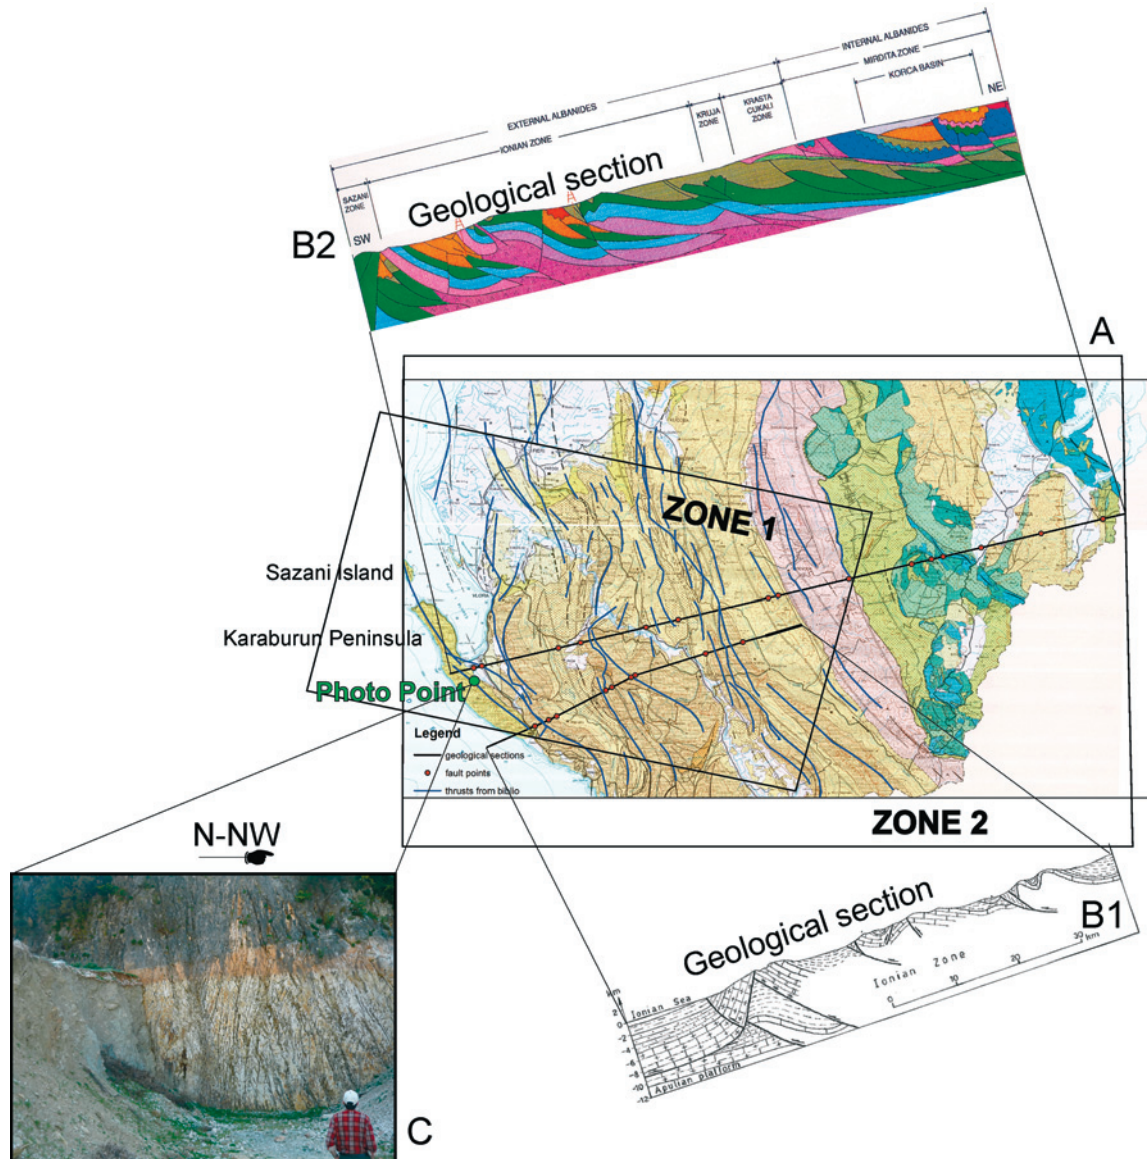 INTERNAL ALBANIDES
MIRDITA ZONE
KORCA BASIN
NE
EXTERNAL ALBANIDES
IONIAN ZONE
KRUJA
ZONE
KRASTA
CUKALI
ZONE
SAZANI
ZONE
SW
Geological section
B2
A
ZONE 1
Sazani Island
Karaburun Peninsula
Photo Point
Legend
geological sections
fault points
thrusts from biblio
ZONE 2
N-NW
C
Geological section
B1
km
2
0
-2
-4
-6
-8
-10
-12
Ionian Sea
Apulian platform
Ionian Zone
0
10
20
30
km